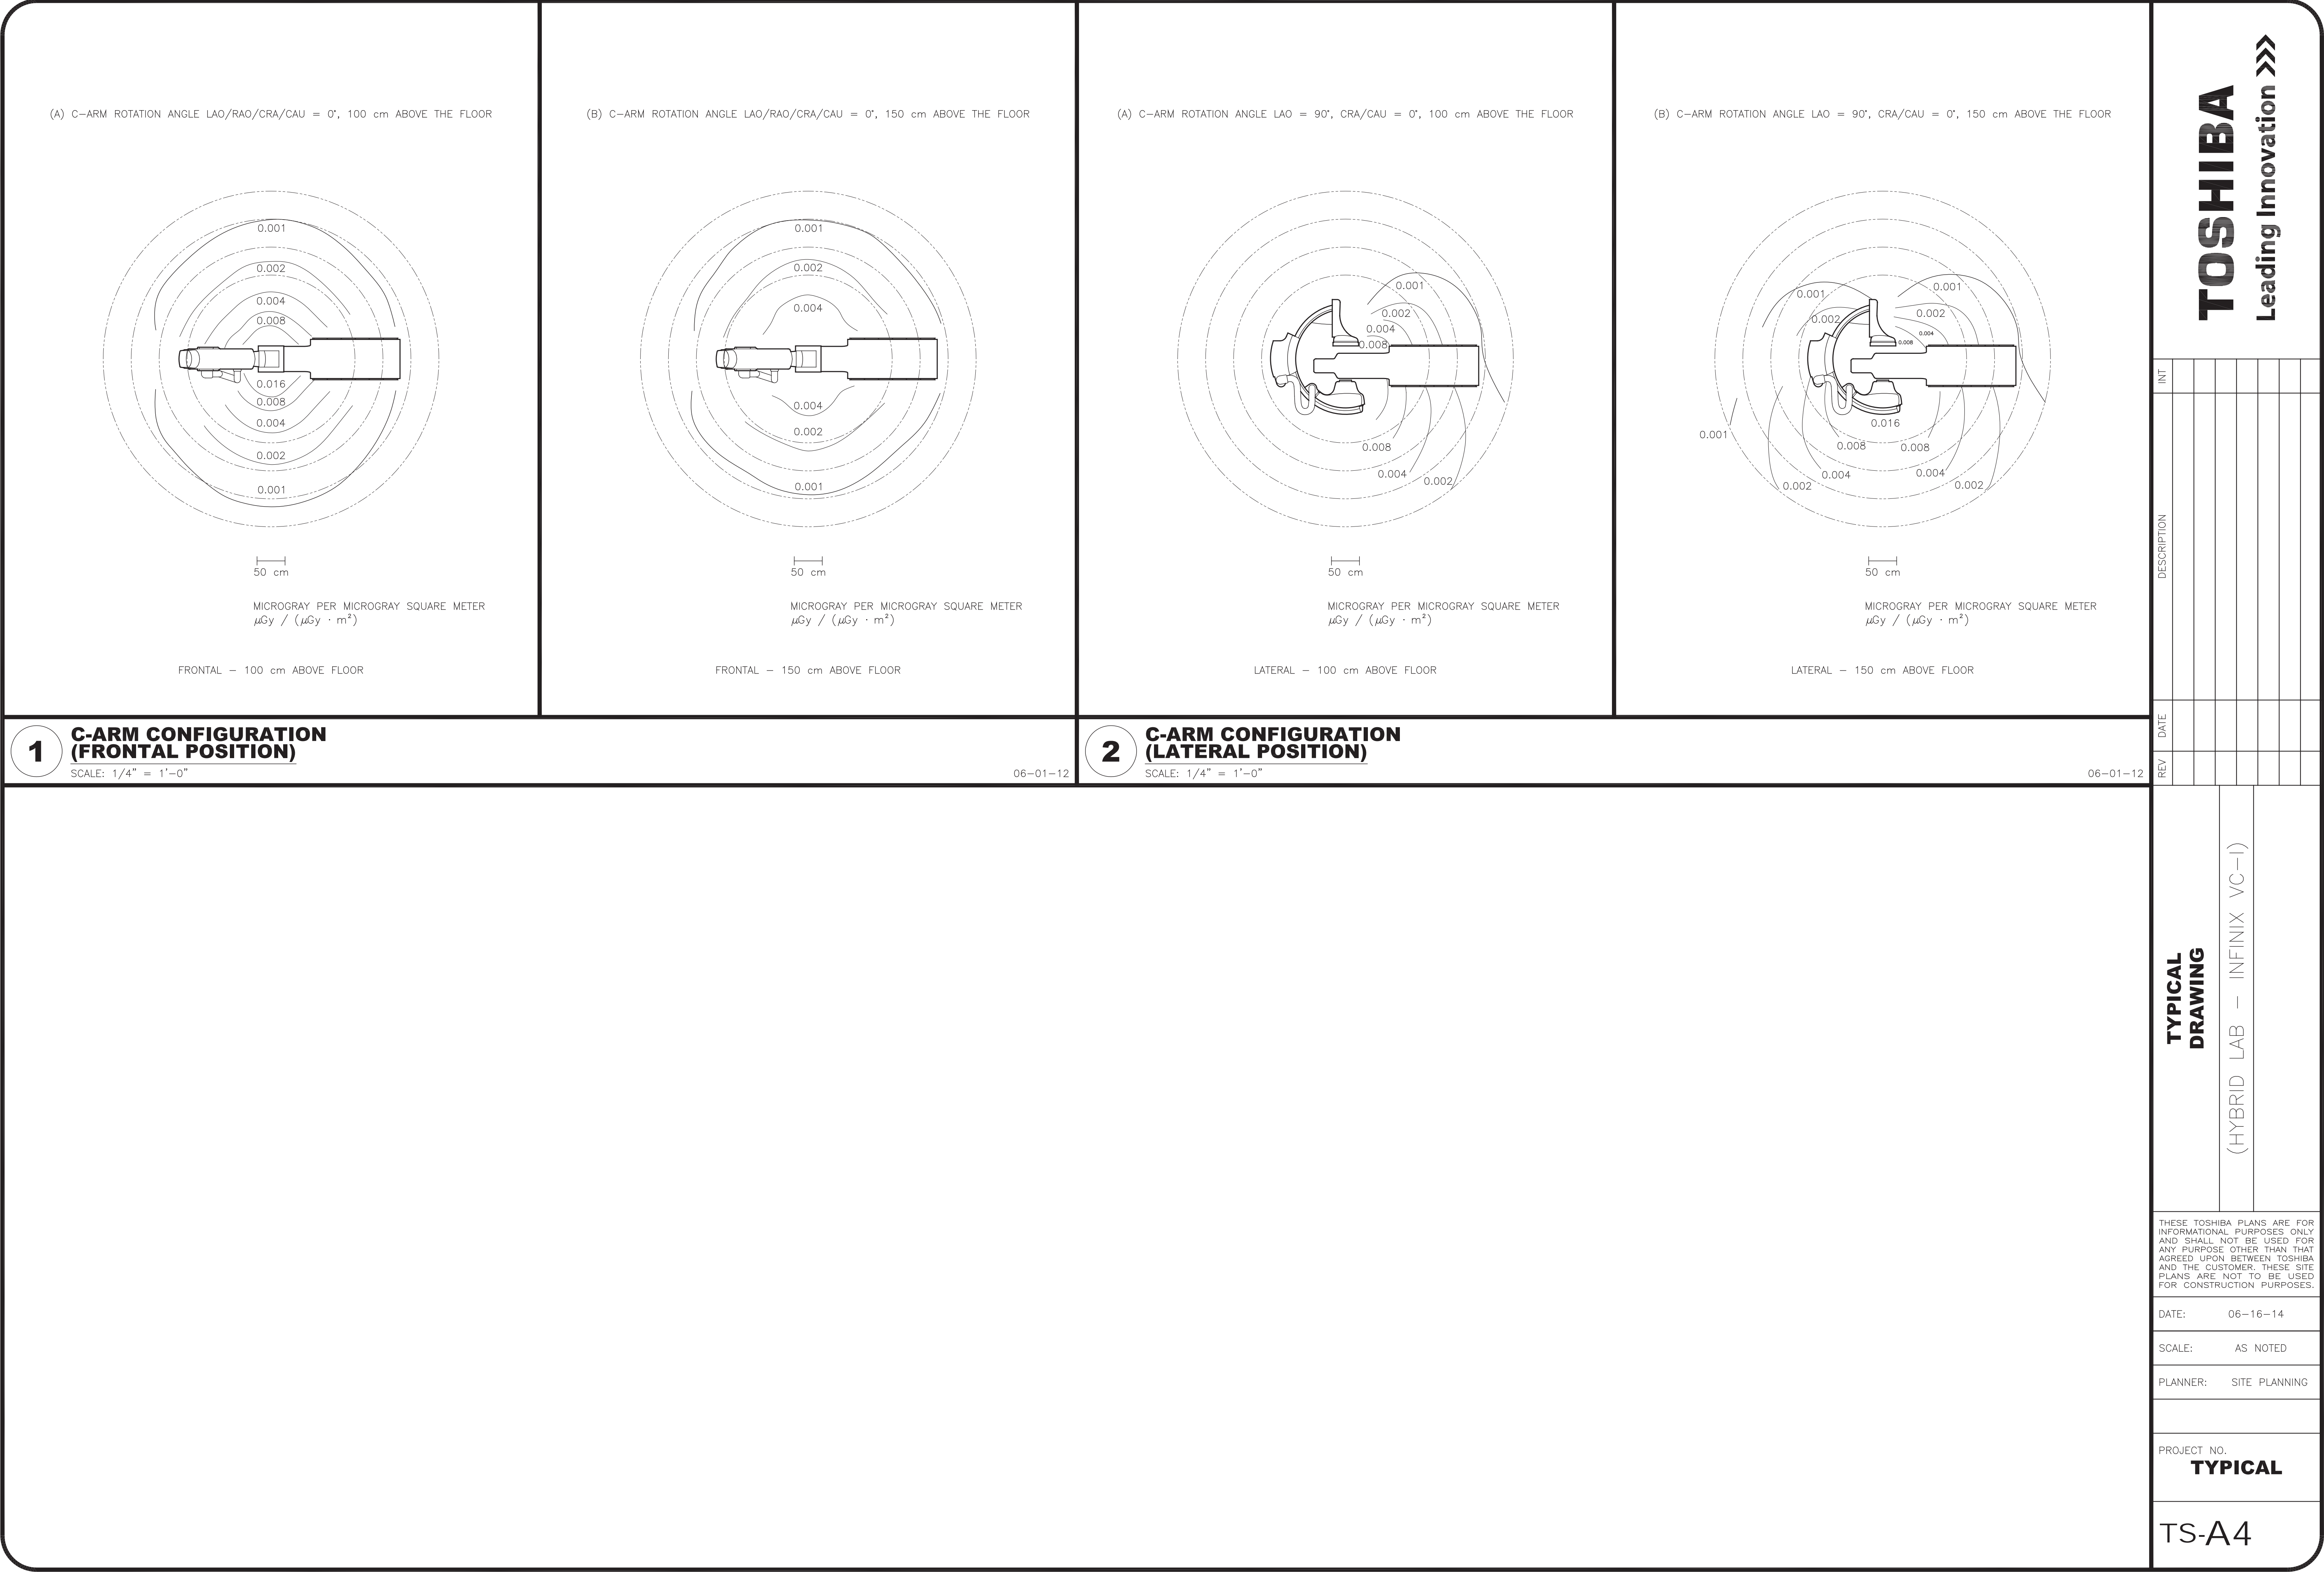 (A) C-ARM ROTATION ANGLE LAO/RAO/CRA/CAU = 0°, 100 cm ABOVE THE FLOOR
0.001
0.002
0.004
0.008
0.016
0.008
0.004
0.002
0.001
50 cm
MICROGRAY PER MICROGRAY SQUARE METER
μGy / (μGy · m²)
FRONTAL - 100 cm ABOVE FLOOR
(B) C-ARM ROTATION ANGLE LAO/RAO/CRA/CAU = 0°, 150 cm ABOVE THE FLOOR
0.001
0.002
0.004
0.004
0.002
0.001
50 cm
MICROGRAY PER MICROGRAY SQUARE METER
μGy / (μGy · m²)
FRONTAL - 150 cm ABOVE FLOOR
1
C-ARM CONFIGURATION
(FRONTAL POSITION)
SCALE: 1/4" = 1'-0"
06-01-12
(A) C-ARM ROTATION ANGLE LAO = 90°, CRA/CAU = 0°, 100 cm ABOVE THE FLOOR
0.001
0.002
0.004
0.008
0.008
0.004
0.002
50 cm
MICROGRAY PER MICROGRAY SQUARE METER
μGy / (μGy · m²)
LATERAL - 100 cm ABOVE FLOOR
(B) C-ARM ROTATION ANGLE LAO = 90°, CRA/CAU = 0°, 150 cm ABOVE THE FLOOR
0.001
0.001
0.002
0.002
0.004
0.008
0.016
0.001
0.008
0.008
0.004
0.004
0.002
0.002
50 cm
MICROGRAY PER MICROGRAY SQUARE METER
μGy / (μGy · m²)
LATERAL - 150 cm ABOVE FLOOR
2
C-ARM CONFIGURATION
(LATERAL POSITION)
SCALE: 1/4" = 1'-0"
06-01-12
TOSHIBA
Leading Innovation >>>
INT
DESCRIPTION
DATE
REV
TYPICAL
DRAWING
(HYBRID LAB - INFINIX VC-I)
THESE TOSHIBA PLANS ARE FOR
INFORMATIONAL PURPOSES ONLY
AND SHALL NOT BE USED FOR
ANY PURPOSE OTHER THAN THAT
AGREED UPON BETWEEN TOSHIBA
AND THE CUSTOMER. THESE SITE
PLANS ARE NOT TO BE USED
FOR CONSTRUCTION PURPOSES.
DATE: 06-16-14
SCALE: AS NOTED
PLANNER: SITE PLANNING
PROJECT NO.
TYPICAL
TS-A4